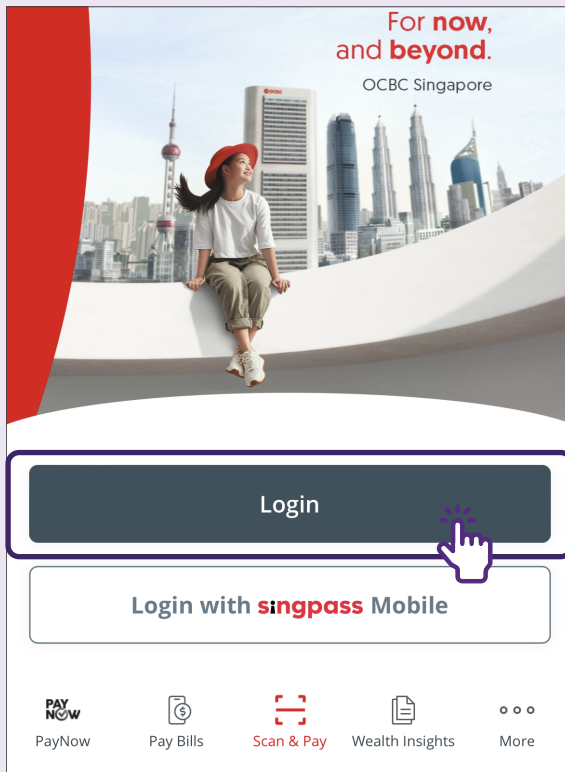 For now,
and beyond.
OCBC Singapore
OCBC
Login
Login with singpass Mobile
PAY
NOW
PayNow
Pay Bills
Scan & Pay
Wealth Insights
More